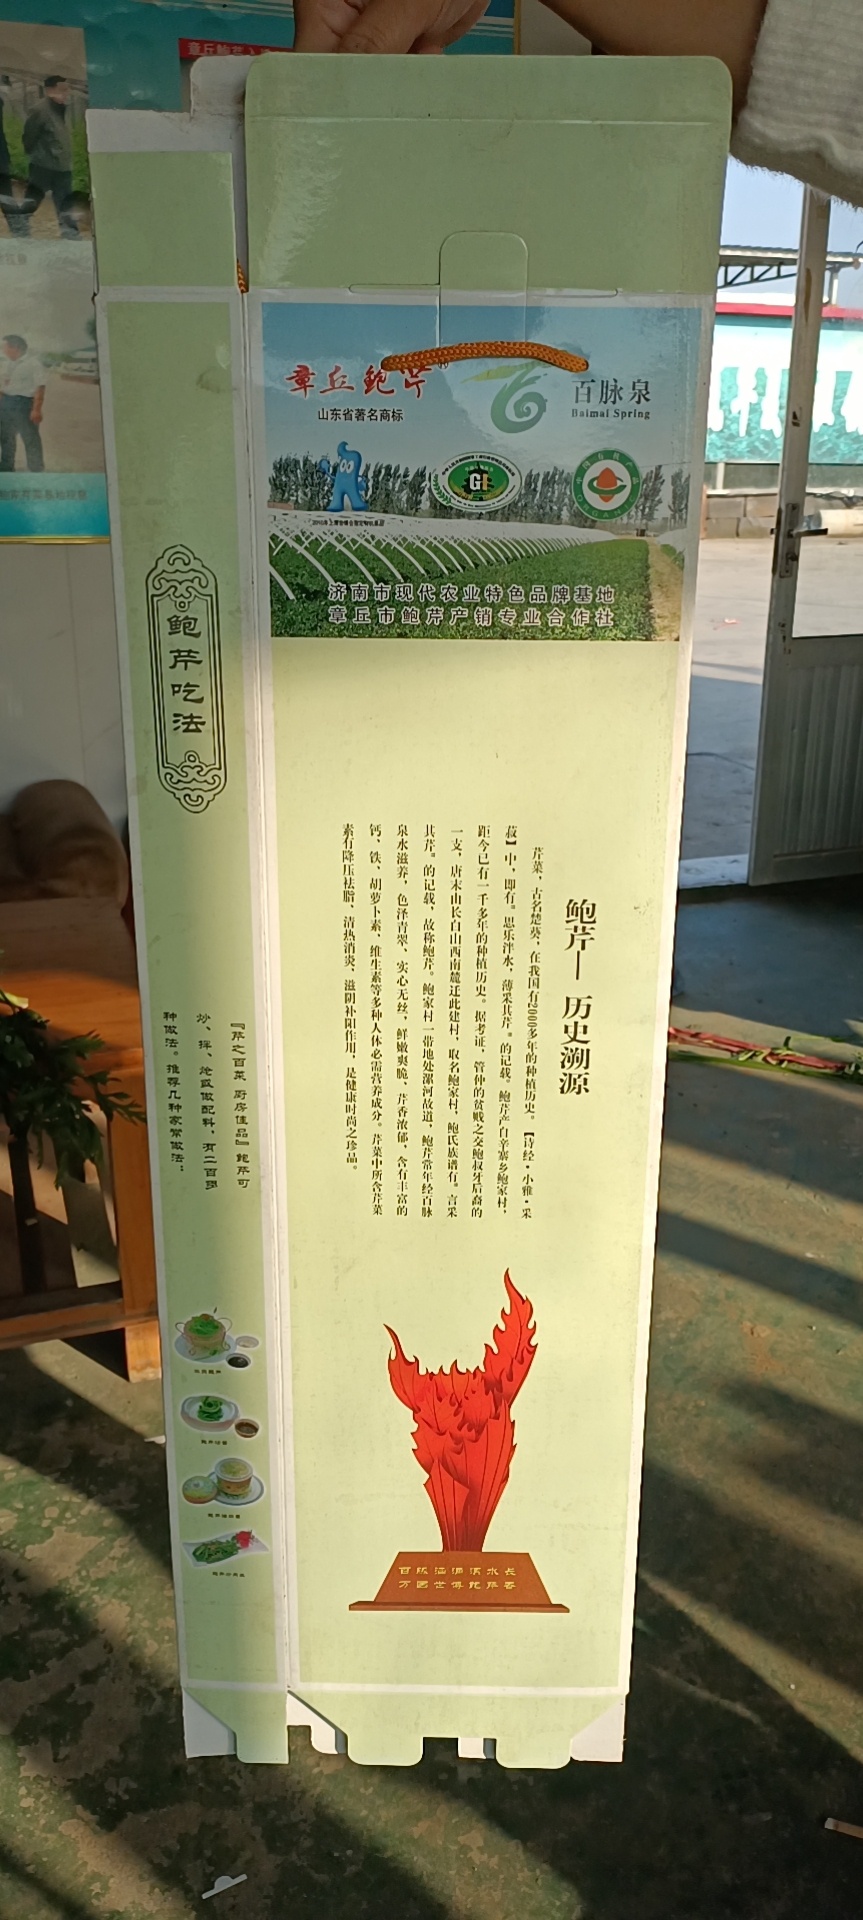 章丘鲍芹
山东省著名商标
百脉泉
Baimai Spring
GI
ORGANIC
济南市现代农业特色品牌基地
章丘市鲍芹产销专业合作社
鲍芹吃法
『芹之百菜 厨房佳品』鲍芹可
炒、拌、炝或做配料，有二百多
种做法。推荐几种家常做法：
鲍芹— 历史溯源
芹菜，古名楚葵，在我国有2000多年的种植历史。【诗经·小雅·采
菽】中，即有"思乐泮水，薄采其芹"的记载。鲍芹产自辛寨乡鲍家村，
距今已有一千多年的种植历史。据考证，管仲的贫贱之交鲍叔牙后裔的
一支，唐末由长白山西南麓迁此建村，取名鲍家村，鲍氏族谱有"言采
其芹"的记载，故称鲍芹。鲍家村一带地处漯河故道，鲍芹常年经百脉
泉水滋养，色泽青翠，实心无丝，鲜嫩爽脆，芹香浓郁，含有丰富的
钙、铁、胡萝卜素、维生素等多种人体必需营养成分。芹菜中所含芹菜
素有降压祛脂、清热消炎、滋阴补阳作用，是健康时尚之珍品。
水长
万国世博鲍芹香